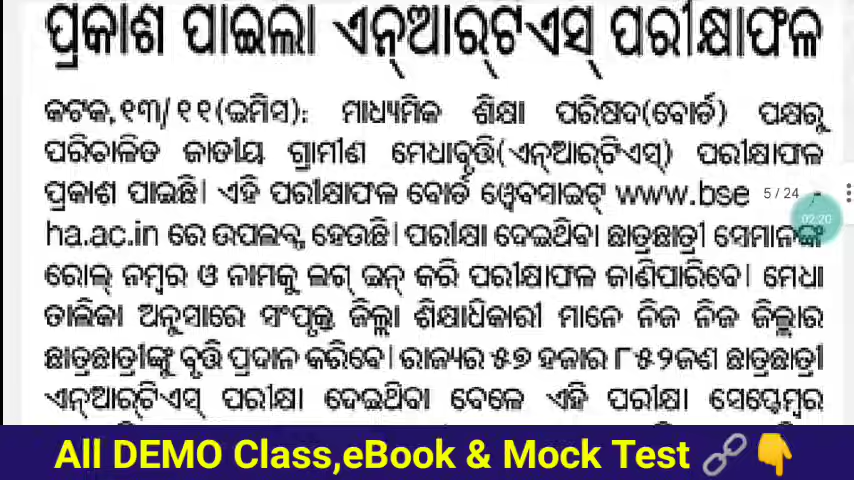 ପ୍ରକାଶ ପାଇଲା ଏନ୍ଆର୍‌ଟିଏସ୍ ପରୀକ୍ଷାଫଳ
କଟକ,୧୩/୧୧(ଇମିସ): ମାଧ୍ୟମିକ ଶିକ୍ଷା ପରିଷଦ(ବୋର୍ଡ) ପକ୍ଷରୁ
ପରିଚାଳିତ ଜାତୀୟ ଗ୍ରାମୀଣ ମେଧାବୃତ୍ତି(ଏନ୍ଆର୍‌ଟିଏସ୍) ପରୀକ୍ଷାଫଳ
ପ୍ରକାଶ ପାଇଛି। ଏହି ପରୀକ୍ଷାଫଳ ବୋର୍ଡ ୱେବସାଇଟ୍ www.bse
5 / 24
02:20
ha.ac.in ରେ ଉପଲବ୍ଧ ହେଉଛି। ପରୀକ୍ଷା ଦେଇଥିବା ଛାତ୍ରଛାତ୍ରୀ ସେମାନଙ୍କ
ରୋଲ୍ ନମ୍ବର ଓ ନାମକୁ ଲଗ୍ ଇନ୍ କରି ପରୀକ୍ଷାଫଳ ଜାଣିପାରିବେ। ମେଧା
ତାଲିକା ଅନୁସାରେ ସଂପୃକ୍ତ ଜିଲ୍ଲା ଶିକ୍ଷାଧିକାରୀ ମାନେ ନିଜ ନିଜ ଜିଲ୍ଲାର
ଛାତ୍ରଛାତ୍ରୀଙ୍କୁ ବୃତ୍ତି ପ୍ରଦାନ କରିବେ। ରାଜ୍ୟର ୫୭ ହଜାର ୮୫୨ଜଣ ଛାତ୍ରଛାତ୍ରୀ
ଏନ୍ଆର୍‌ଟିଏସ୍ ପରୀକ୍ଷା ଦେଇଥିବା ବେଳେ ଏହି ପରୀକ୍ଷା ସେପ୍ଟେମ୍ବର
All DEMO Class,eBook & Mock Test 🔗👇